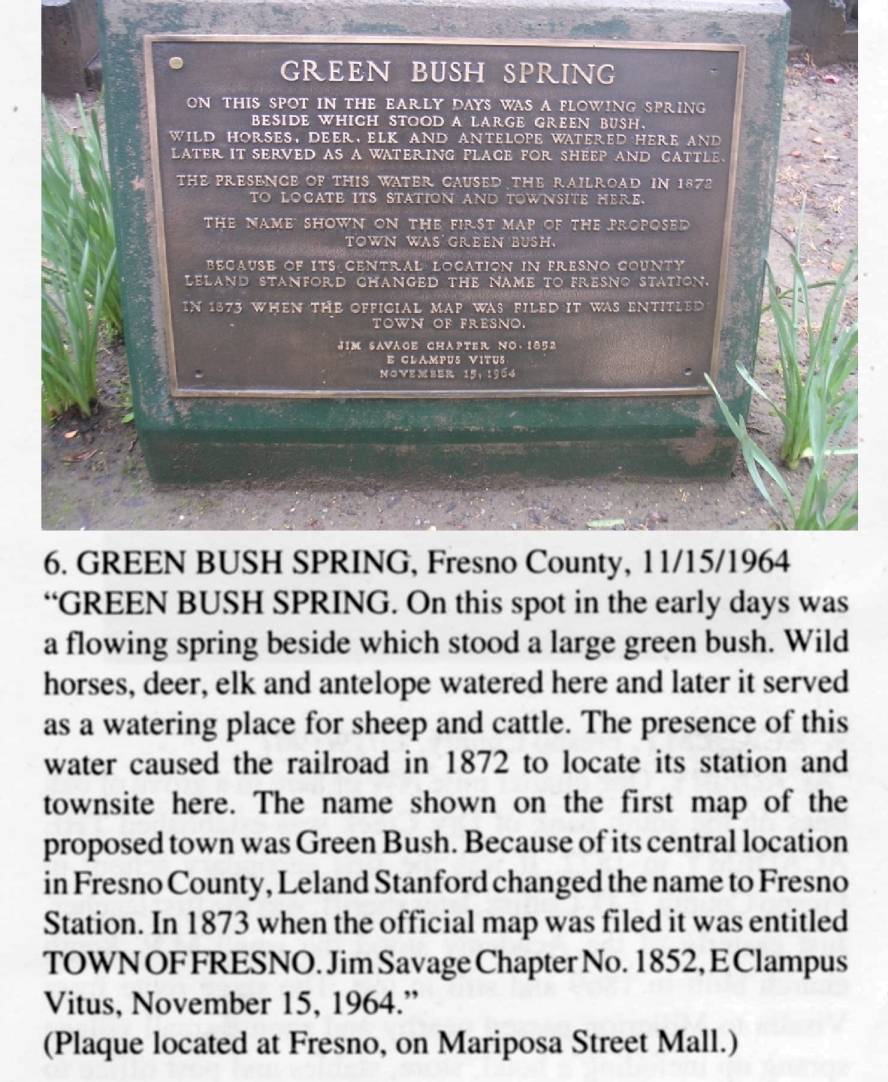 GREEN BUSH SPRING
ON THIS SPOT IN THE EARLY DAYS WAS A FLOWING SPRING
BESIDE WHICH STOOD A LARGE GREEN BUSH.
WILD HORSES, DEER, ELK AND ANTELOPE WATERED HERE AND
LATER IT SERVED AS A WATERING PLACE FOR SHEEP AND CATTLE.
THE PRESENCE OF THIS WATER CAUSED THE RAILROAD IN 1872
TO LOCATE ITS STATION AND TOWNSITE HERE.
THE NAME SHOWN ON THE FIRST MAP OF THE PROPOSED
TOWN WAS GREEN BUSH.
BECAUSE OF ITS CENTRAL LOCATION IN FRESNO COUNTY
LELAND STANFORD CHANGED THE NAME TO FRESNO STATION.
IN 1873 WHEN THE OFFICIAL MAP WAS FILED IT WAS ENTITLED
TOWN OF FRESNO.
JIM SAVAGE CHAPTER NO. 1852
E CLAMPUS VITUS
NOVEMBER 15, 1964
6. GREEN BUSH SPRING, Fresno County, 11/15/1964
“GREEN BUSH SPRING. On this spot in the early days was
a flowing spring beside which stood a large green bush. Wild
horses, deer, elk and antelope watered here and later it served
as a watering place for sheep and cattle. The presence of this
water caused the railroad in 1872 to locate its station and
townsite here. The name shown on the first map of the
proposed town was Green Bush. Because of its central location
in Fresno County, Leland Stanford changed the name to Fresno
Station. In 1873 when the official map was filed it was entitled
TOWN OF FRESNO. Jim Savage Chapter No. 1852, E Clampus
Vitus, November 15, 1964.”
(Plaque located at Fresno, on Mariposa Street Mall.)